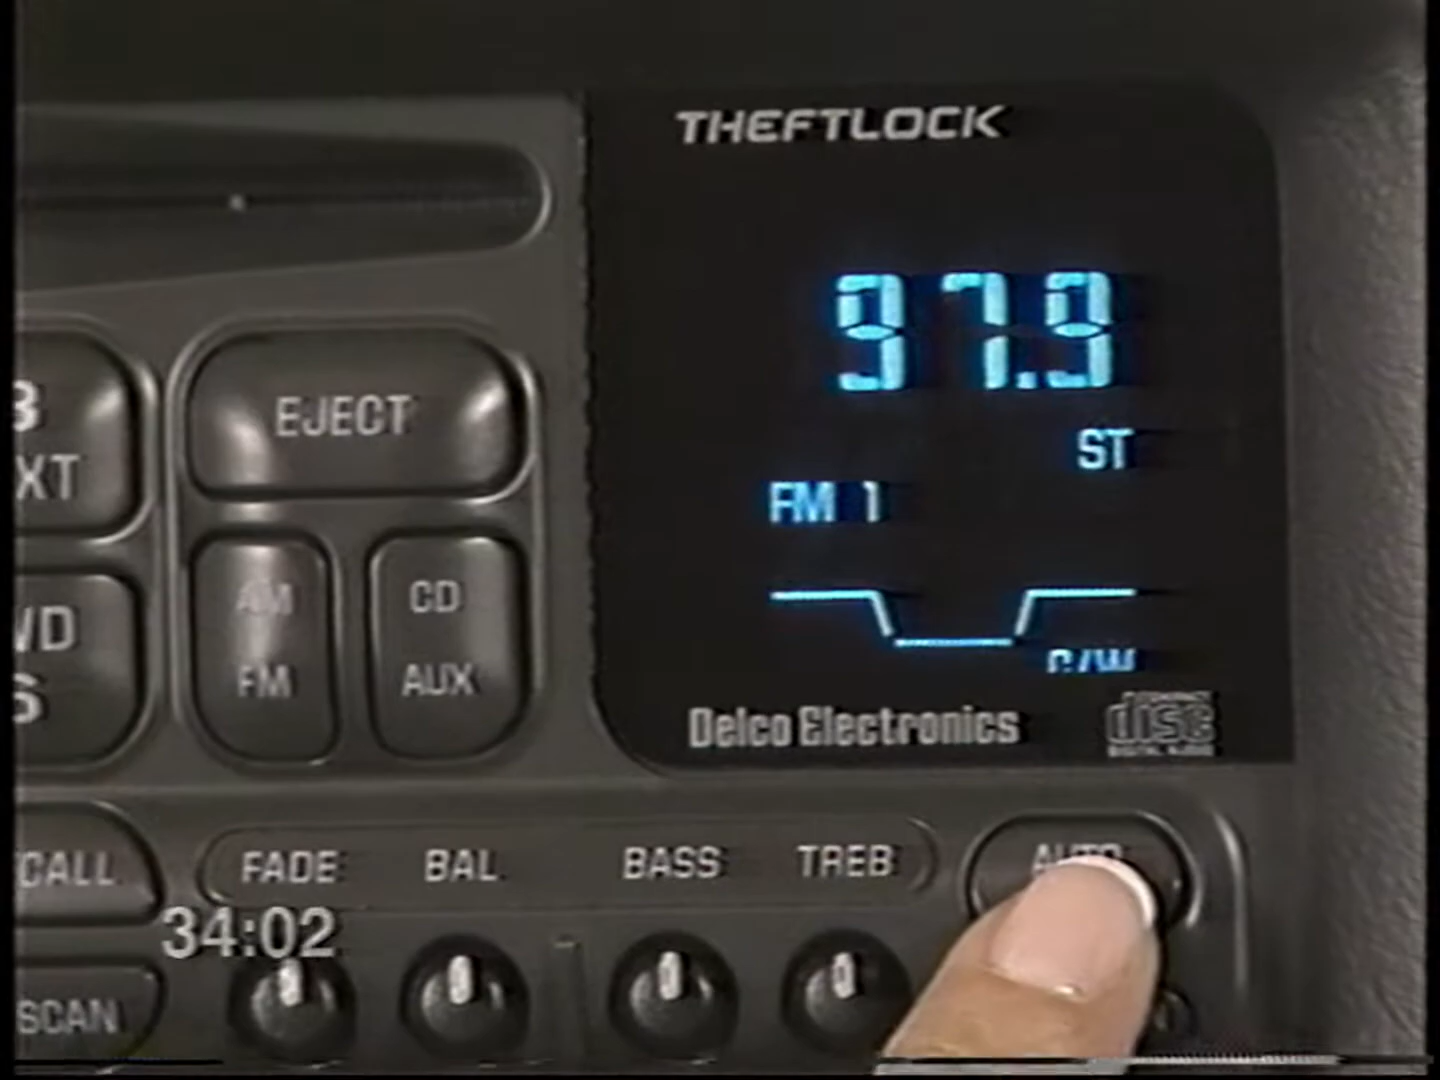 THEFTLOCK
97.9
ST
FM 1
C/W
EJECT
XT
AM
FM
CD
AUX
Delco Electronics
disc
CALL
FADE
BAL
BASS
TREB
AUTO
34:02
SCAN